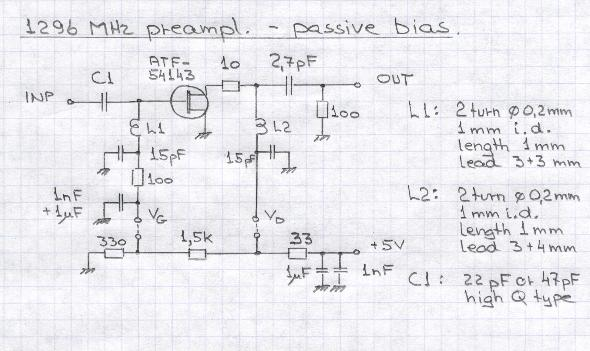 1296 MHz preampl. - passive bias.
ATF-
54143
10
2,7pF
C1
INP
OUT
100
L1
L2
15pF
15pF
100
1nF
+1µF
VG
VD
330
1,5k
33
+5V
1µF
1nF
L1: 2 turn ø0,2mm
1mm i.d.
length 1mm
lead 3+3 mm
L2: 2 turn ø0,2mm
1mm i.d.
length 1mm
lead 3+4mm
C1: 22 pF or 47pF
high Q type